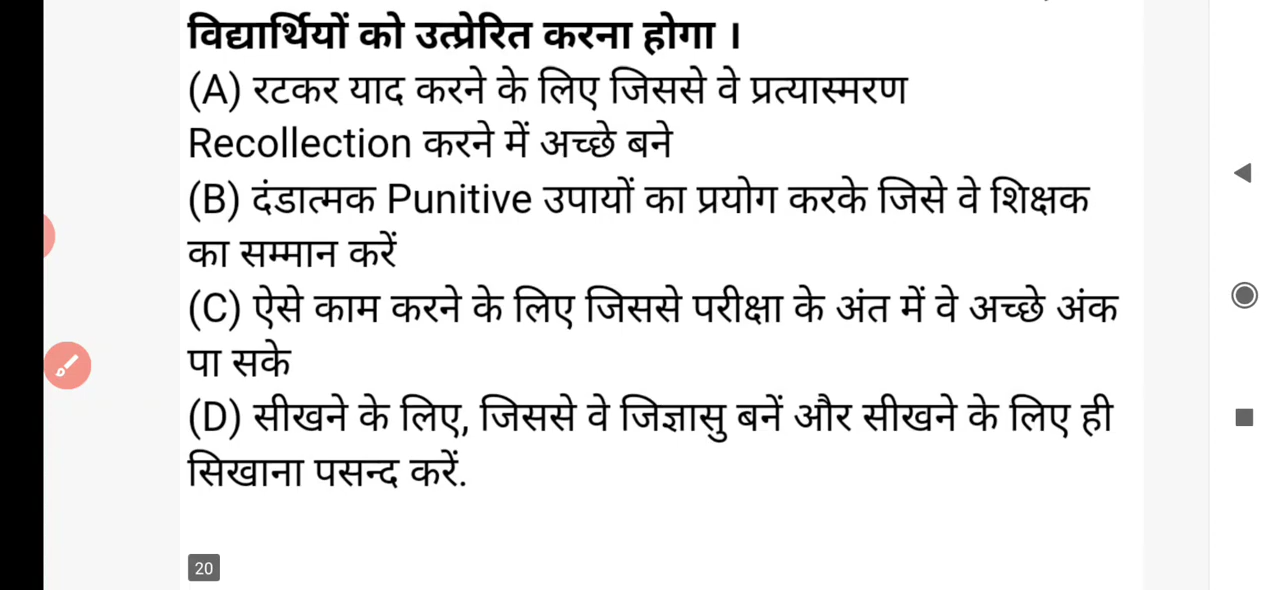 विद्यार्थियों को उत्प्रेरित करना होगा ।
(A) रटकर याद करने के लिए जिससे वे प्रत्यास्मरण
Recollection करने में अच्छे बने
(B) दंडात्मक Punitive उपायों का प्रयोग करके जिसे वे शिक्षक
का सम्मान करें
(C) ऐसे काम करने के लिए जिससे परीक्षा के अंत में वे अच्छे अंक
पा सके
(D) सीखने के लिए, जिससे वे जिज्ञासु बनें और सीखने के लिए ही
सिखाना पसन्द करें.
20